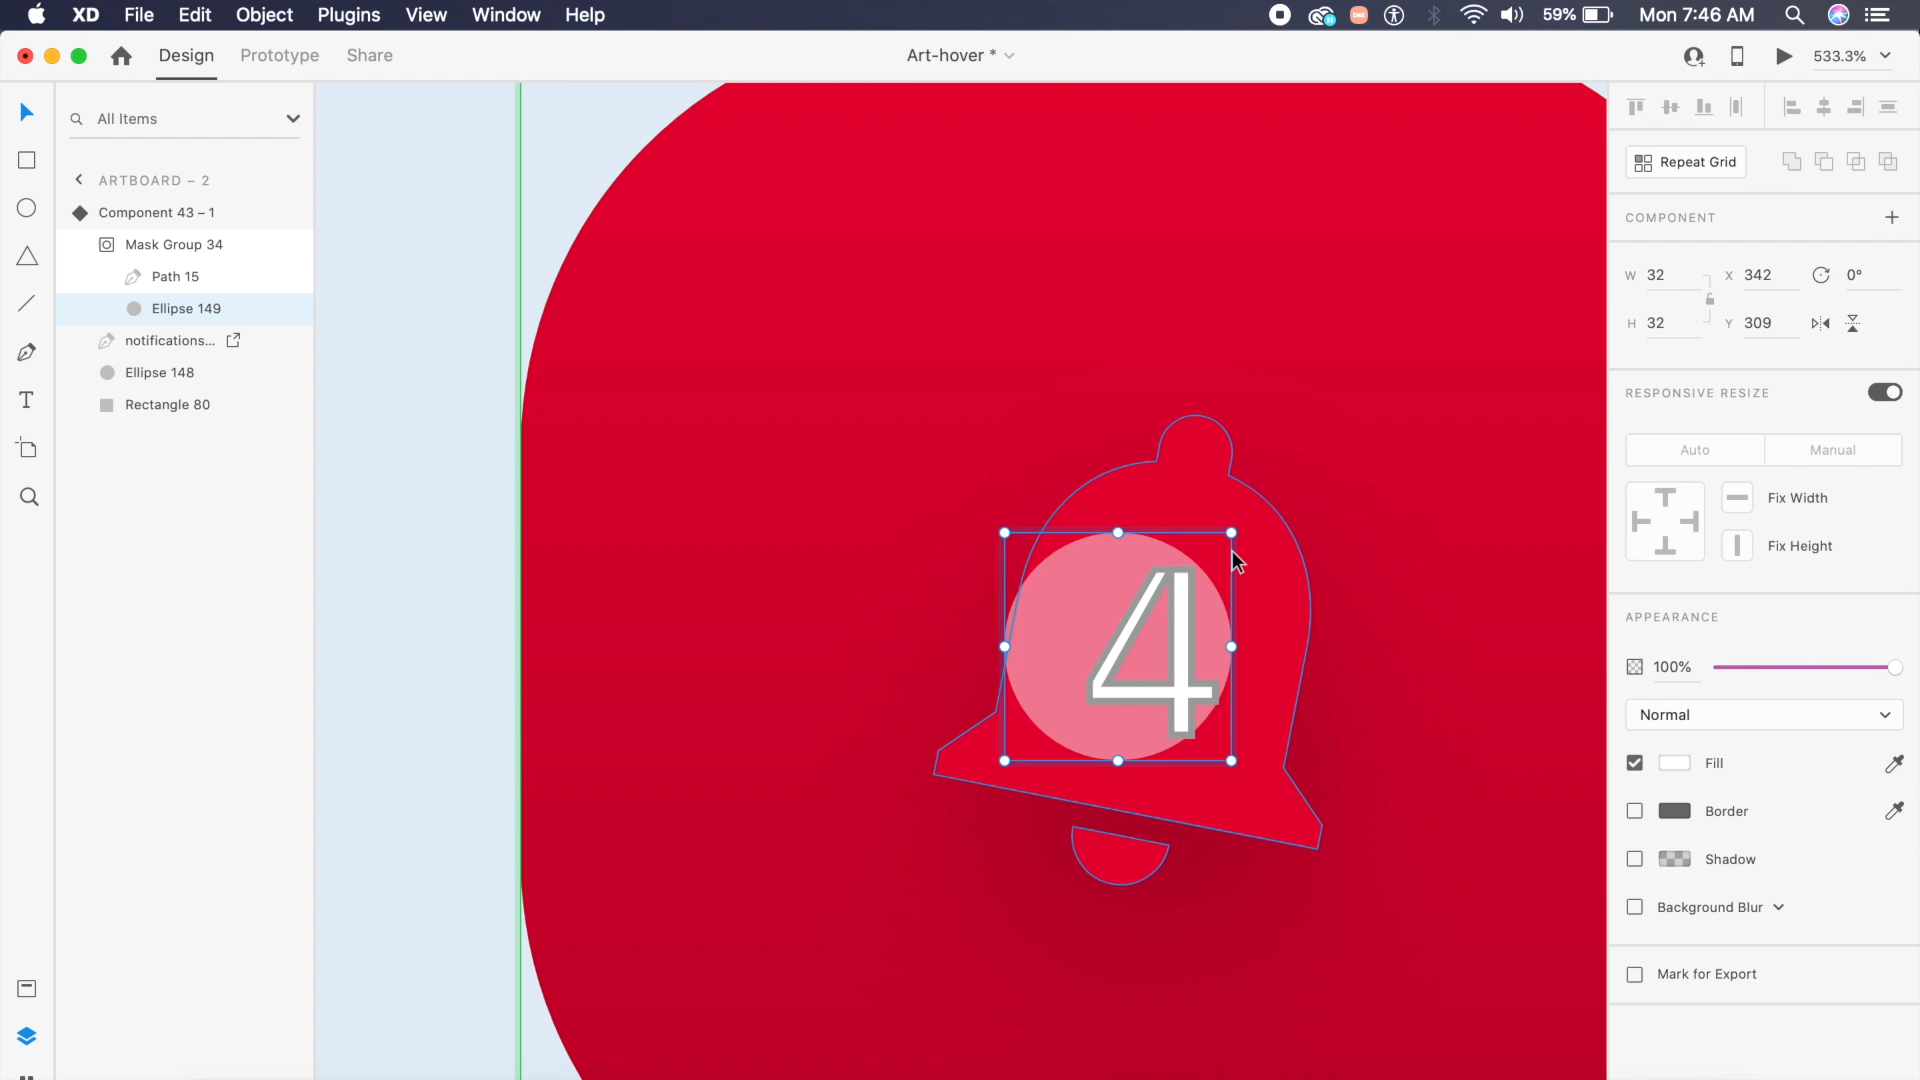 XD File Edit Object Plugins View Window Help 59% Mon 7:46 AM
Design Prototype Share Art-hover * 533.3%
All Items
ARTBOARD – 2
Component 43 – 1
Mask Group 34
Path 15
Ellipse 149
notifications...
Ellipse 148
Rectangle 80
4
Repeat Grid
COMPONENT
W 32 X 342 0°
H 32 Y 309
RESPONSIVE RESIZE
Auto Manual
Fix Width
Fix Height
APPEARANCE
100%
Normal
Fill
Border
Shadow
Background Blur
Mark for Export